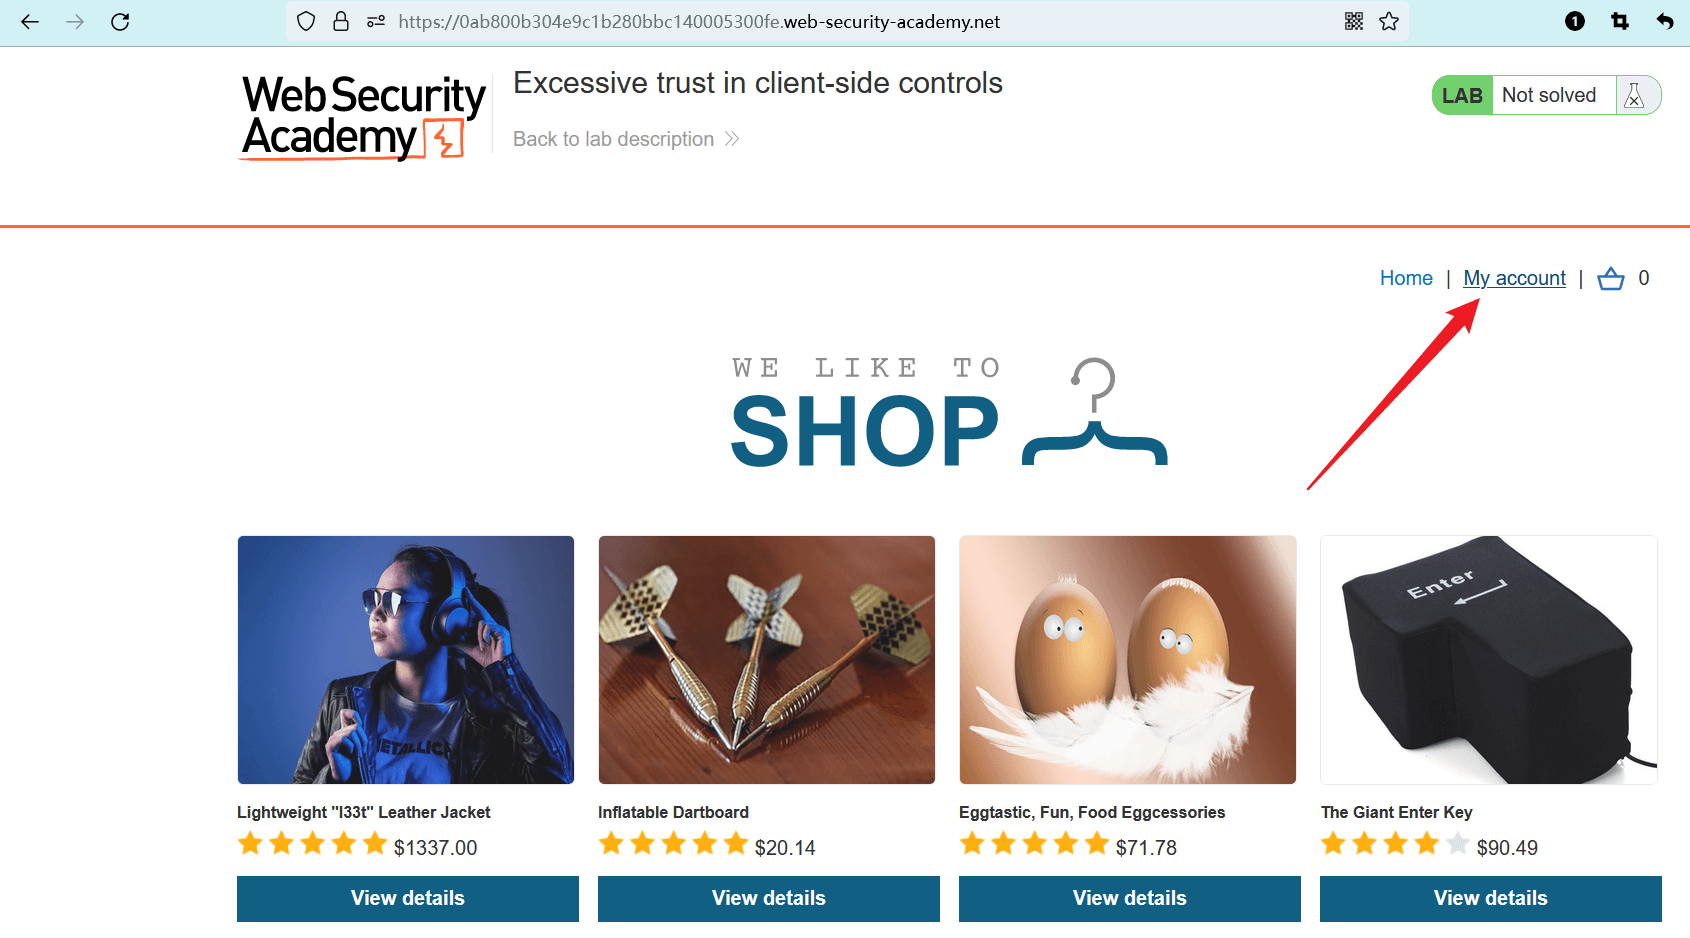 https://0ab800b304e9c1b280bbc140005300fe.web-security-academy.net
1
Web Security
Academy
Excessive trust in client-side controls
Back to lab description
LAB Not solved
Home | My account | 0
WE LIKE TO
SHOP
METALLICA
Enter
Lightweight "l33t" Leather Jacket
$1337.00
View details
Inflatable Dartboard
$20.14
View details
Eggtastic, Fun, Food Eggcessories
$71.78
View details
The Giant Enter Key
$90.49
View details